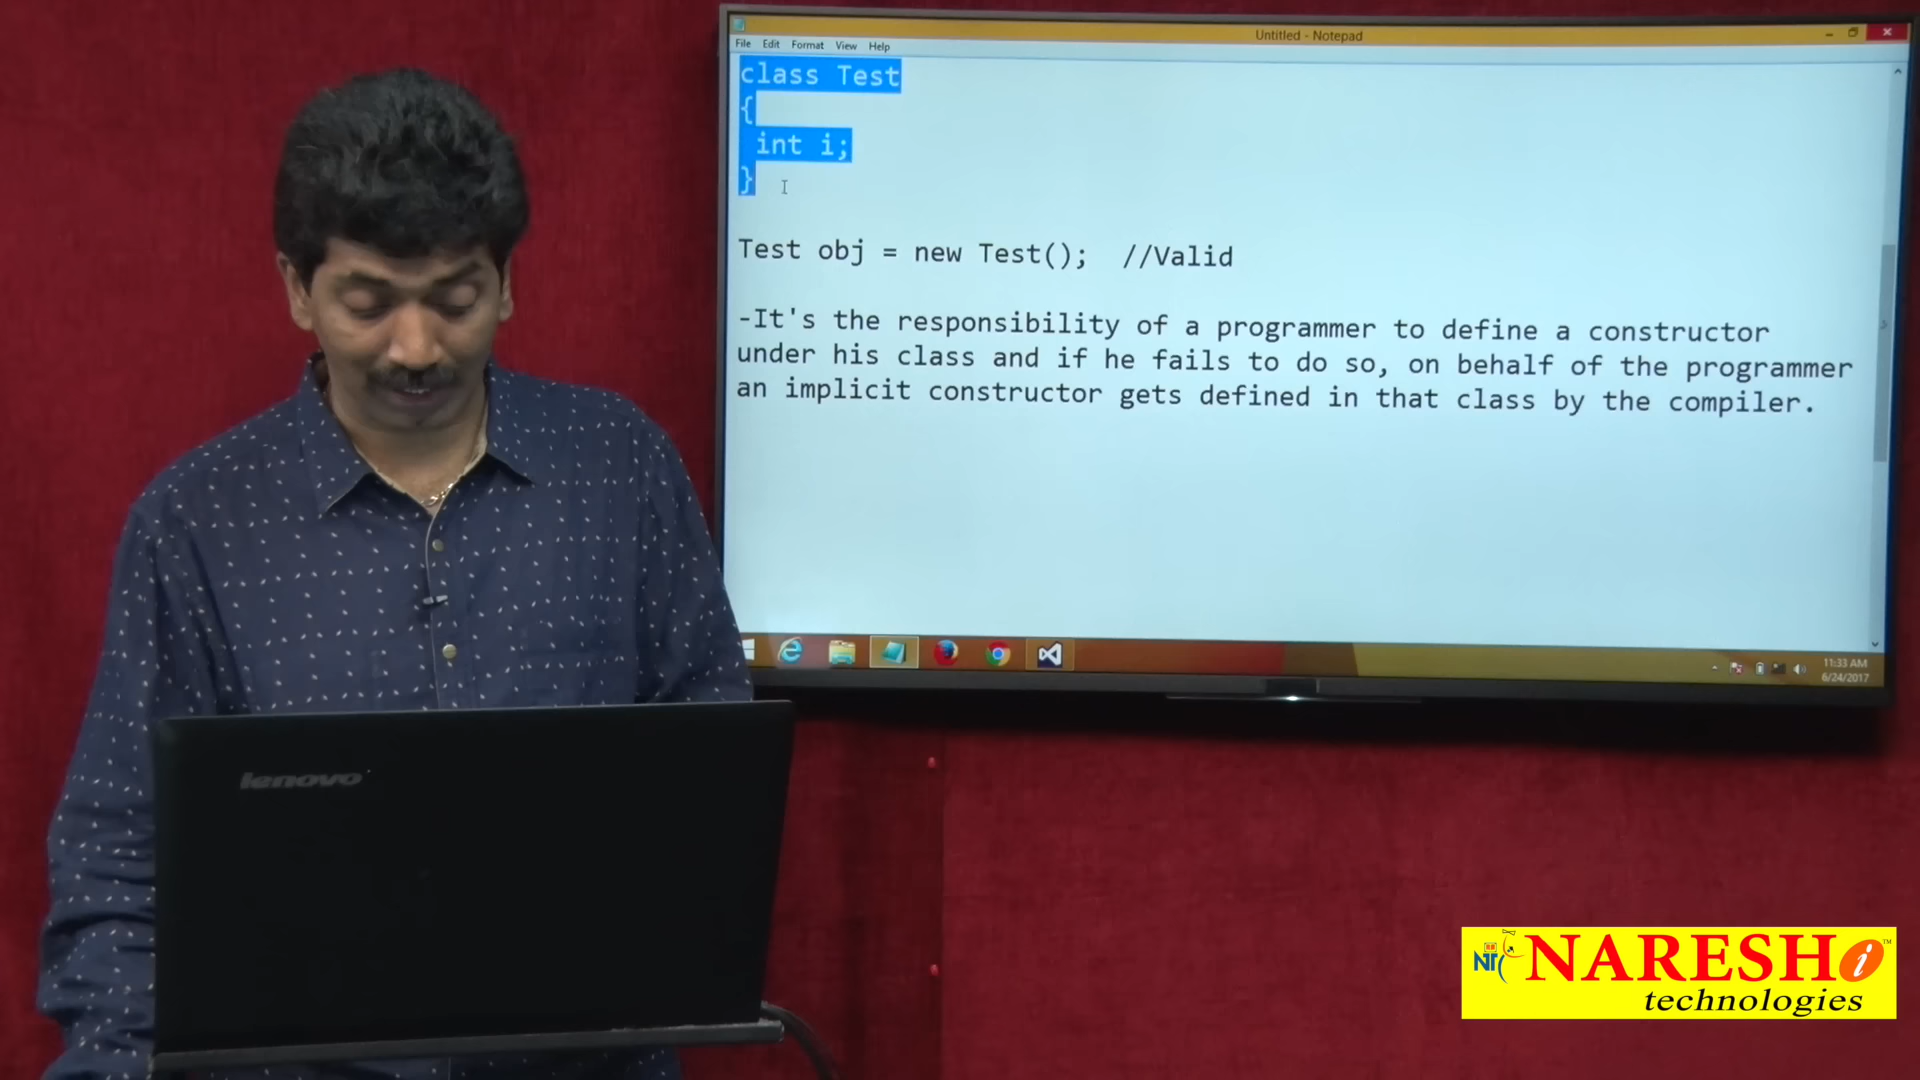 Untitled - Notepad
File Edit Format View Help
class Test
{
int i;
}
Test obj = new Test(); //Valid
-It's the responsibility of a programmer to define a constructor
under his class and if he fails to do so, on behalf of the programmer
an implicit constructor gets defined in that class by the compiler.
11:33 AM
6/24/2017
lenovo
NTC NARESH i ™
technologies